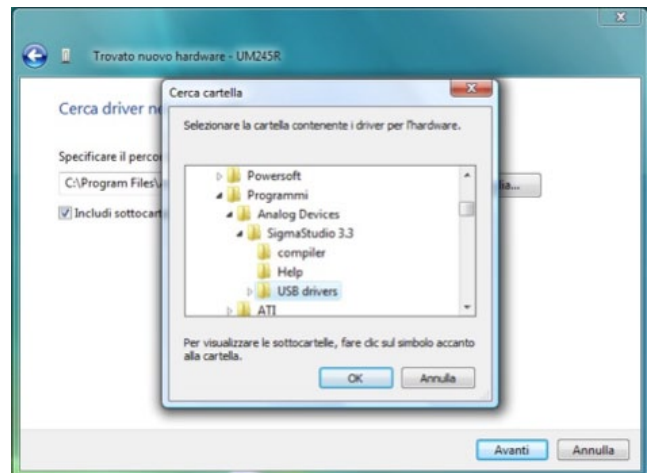 Trovato nuovo hardware - UM245R
Cerca cartella
Cerca driver ne
Selezionare la cartella contenente i driver per l'hardware.
Specificare il perco
C:\Program Files\
Includi sottocart
Powersoft
Programmi
Analog Devices
SigmaStudio 3.3
compiler
Help
USB drivers
ATI
Per visualizzare le sottocartelle, fare clic sul simbolo accanto
alla cartella.
OK Annulla
Avanti Annulla